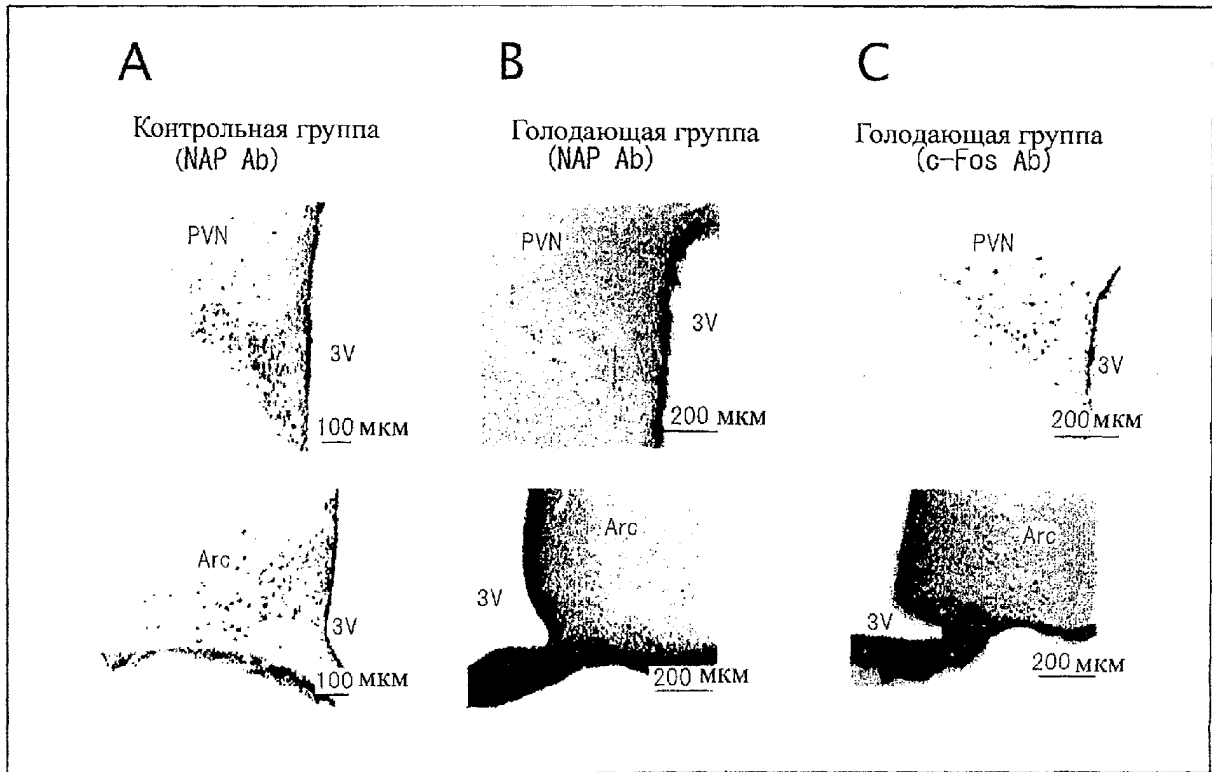 A
B
C
Контрольная группа
(NAP Ab)
Голодающая группа
(NAP Ab)
Голодающая группа
(c-Fos Ab)
PVN
3V
100 мкм
PVN
3V
200 мкм
PVN
3V
200 мкм
Arc
3V
100 мкм
Arc
3V
200 мкм
Arc
3V
200 мкм